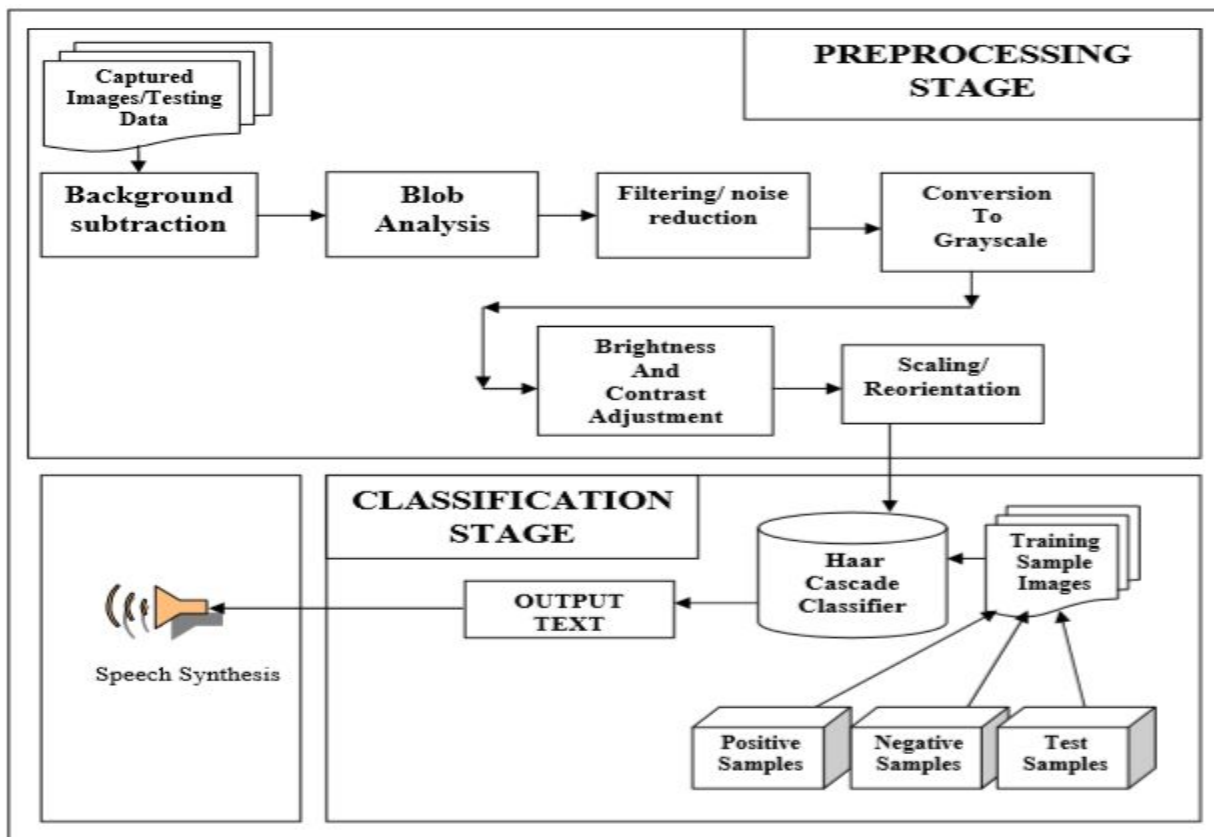 PREPROCESSING
STAGE
Captured
Images/Testing
Data
Background
subtraction
Blob
Analysis
Filtering/ noise
reduction
Conversion
To
Grayscale
Brightness
And
Contrast
Adjustment
Scaling/
Reorientation
CLASSIFICATION
STAGE
Haar
Cascade
Classifier
Training
Sample
Images
OUTPUT
TEXT
Speech Synthesis
Positive
Samples
Negative
Samples
Test
Samples